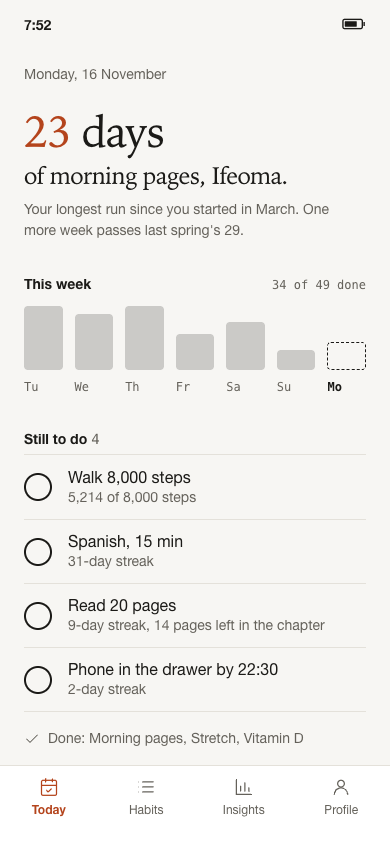 7:52
Monday, 16 November
23 days
of morning pages, Ifeoma.
Your longest run since you started in March. One
more week passes last spring's 29.
This week
34 of 49 done
Tu We Th Fr Sa Su Mo
Still to do 4
Walk 8,000 steps
5,214 of 8,000 steps
Spanish, 15 min
31-day streak
Read 20 pages
9-day streak, 14 pages left in the chapter
Phone in the drawer by 22:30
2-day streak
Done: Morning pages, Stretch, Vitamin D
Today Habits Insights Profile